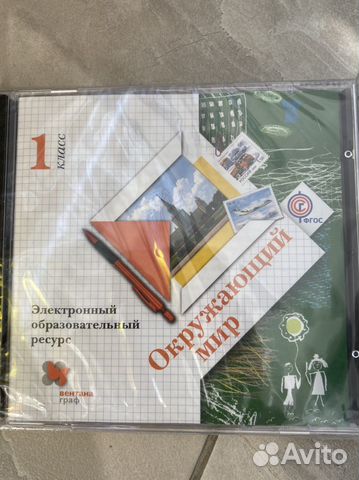 1
класс
ФГОС
Окружающий
мир
Электронный
образовательный
ресурс
вентана
граф
Avito